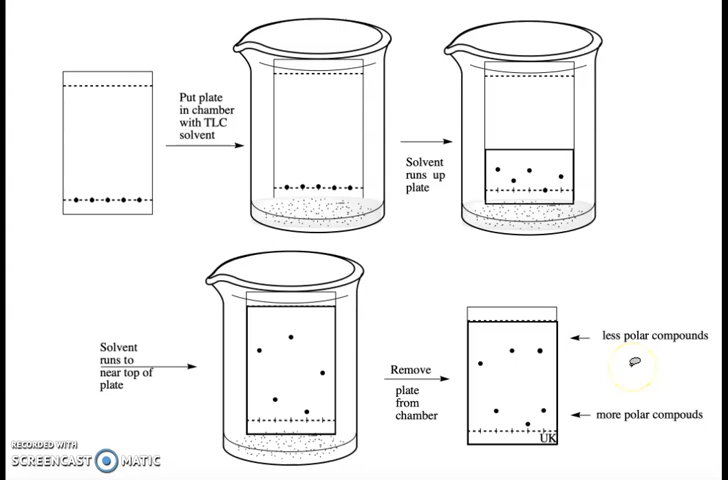 Put plate
in chamber
with TLC
solvent
Solvent
runs up
plate
Solvent
runs to
near top of
plate
Remove
plate
from
chamber
less polar compounds
more polar compouds
UK
RECORDED WITH
SCREENCAST MATIC